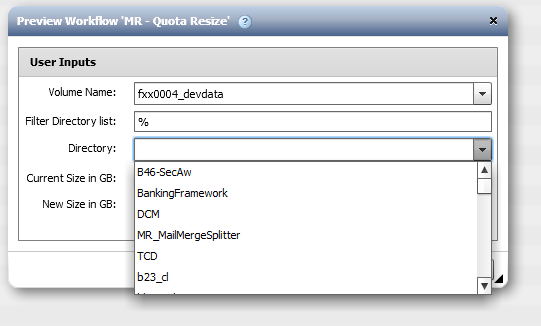 Preview Workflow 'MR - Quota Resize' ?
User Inputs
Volume Name: fxx0004_devdata
Filter Directory list: %
Directory:
B46-SecAw
BankingFramework
DCM
MR_MailMergeSplitter
TCD
b23_cl
Current Size in GB:
New Size in GB: